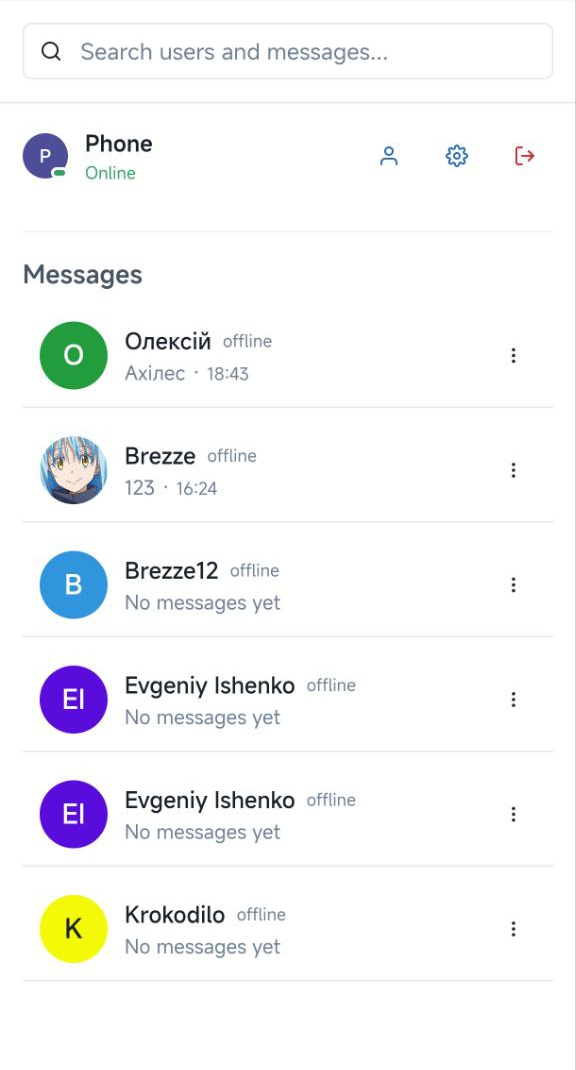 Search users and messages...
P
Phone
Online
Messages
О
Олексій offline
Ахілес · 18:43
Brezze offline
123 · 16:24
B
Brezze12 offline
No messages yet
EI
Evgeniy Ishenko offline
No messages yet
EI
Evgeniy Ishenko offline
No messages yet
K
Krokodilo offline
No messages yet